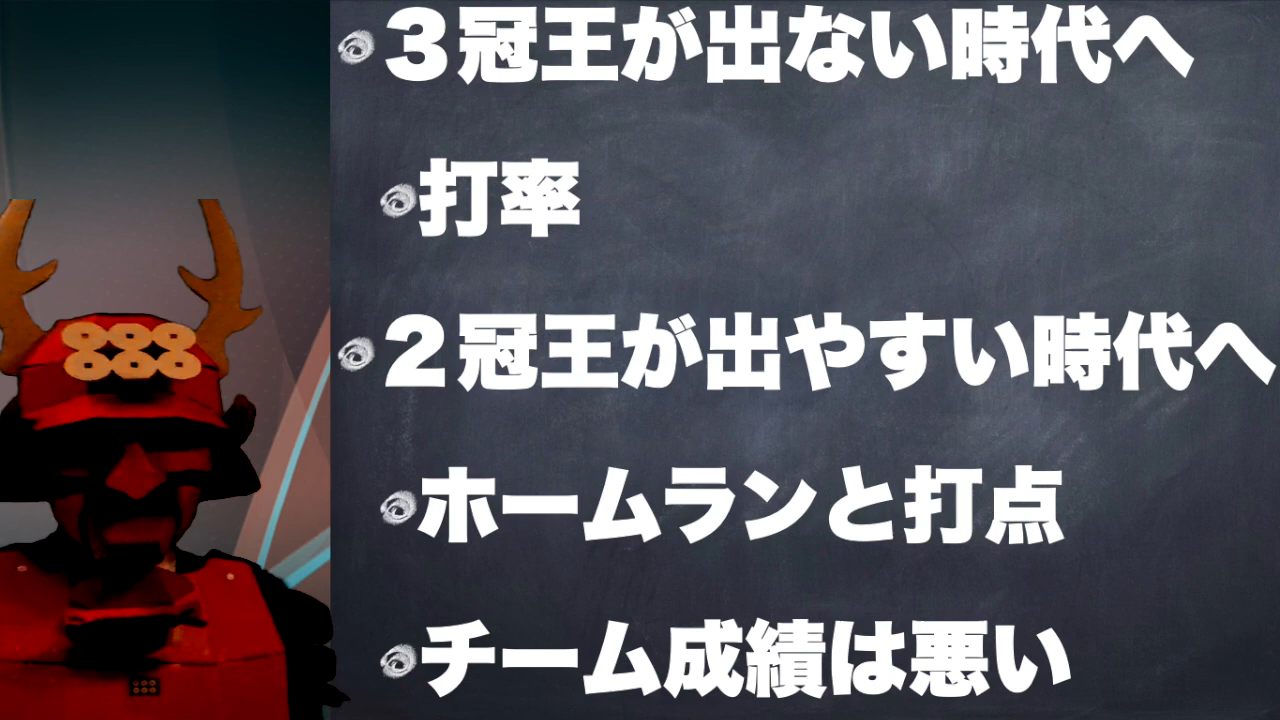 ３冠王が出ない時代へ
打率
２冠王が出やすい時代へ
ホームランと打点
チーム成績は悪い